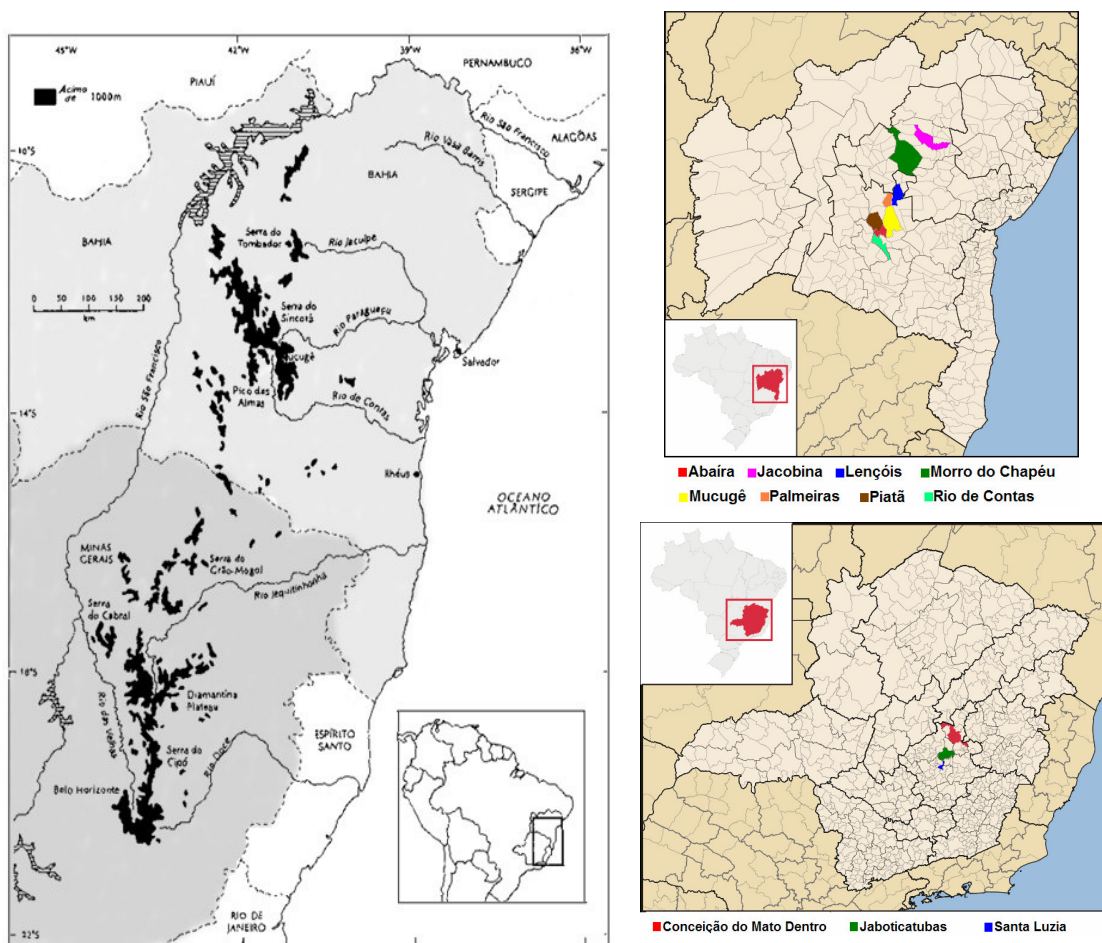 45°W
42°W
39°W
36°W
PERNAMBUCO
PIAUÍ
Acima de 1000m
Rio São Francisco
ALAGÔAS
10°S
Rio Vasa Barris
BAHIA
SERGIPE
BAHIA
Serra do Tombador
Rio Jacuípe
0 50 100 150 200
km
Serra do Sincorá
Rio Paraguaçu
Mucugê
Salvador
Rio São Francisco
Pico das Almas
Rio de Contas
14°S
Ilhéus
OCEANO ATLÂNTICO
MINAS GERAIS
Serra do Grão-Mogol
Rio Jequitinhonha
Serra do Cabral
18°S
Diamantina Plateau
Rio das Velhas
ESPÍRITO SANTO
Serra do Cipó
Rio Doce
Belo Horizonte
RIO DE JANEIRO
22°S
Abaíra Jacobina Lençóis Morro do Chapéu
Mucugê Palmeiras Piatã Rio de Contas
Conceição do Mato Dentro Jaboticatubas Santa Luzia